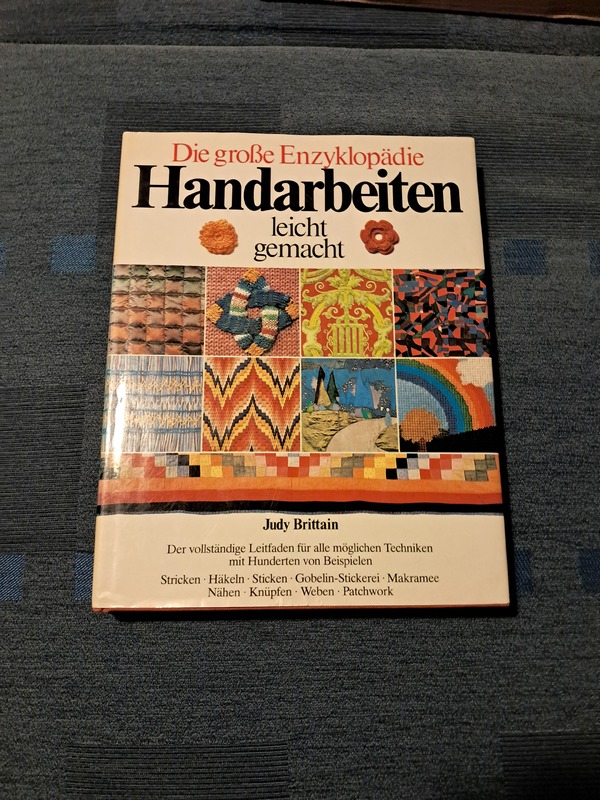 Die große Enzyklopädie
Handarbeiten
leicht
gemacht
Judy Brittain
Der vollständige Leitfaden für alle möglichen Techniken
mit Hunderten von Beispielen
Stricken · Häkeln · Sticken · Gobelin-Stickerei · Makramee
Nähen · Knüpfen · Weben · Patchwork